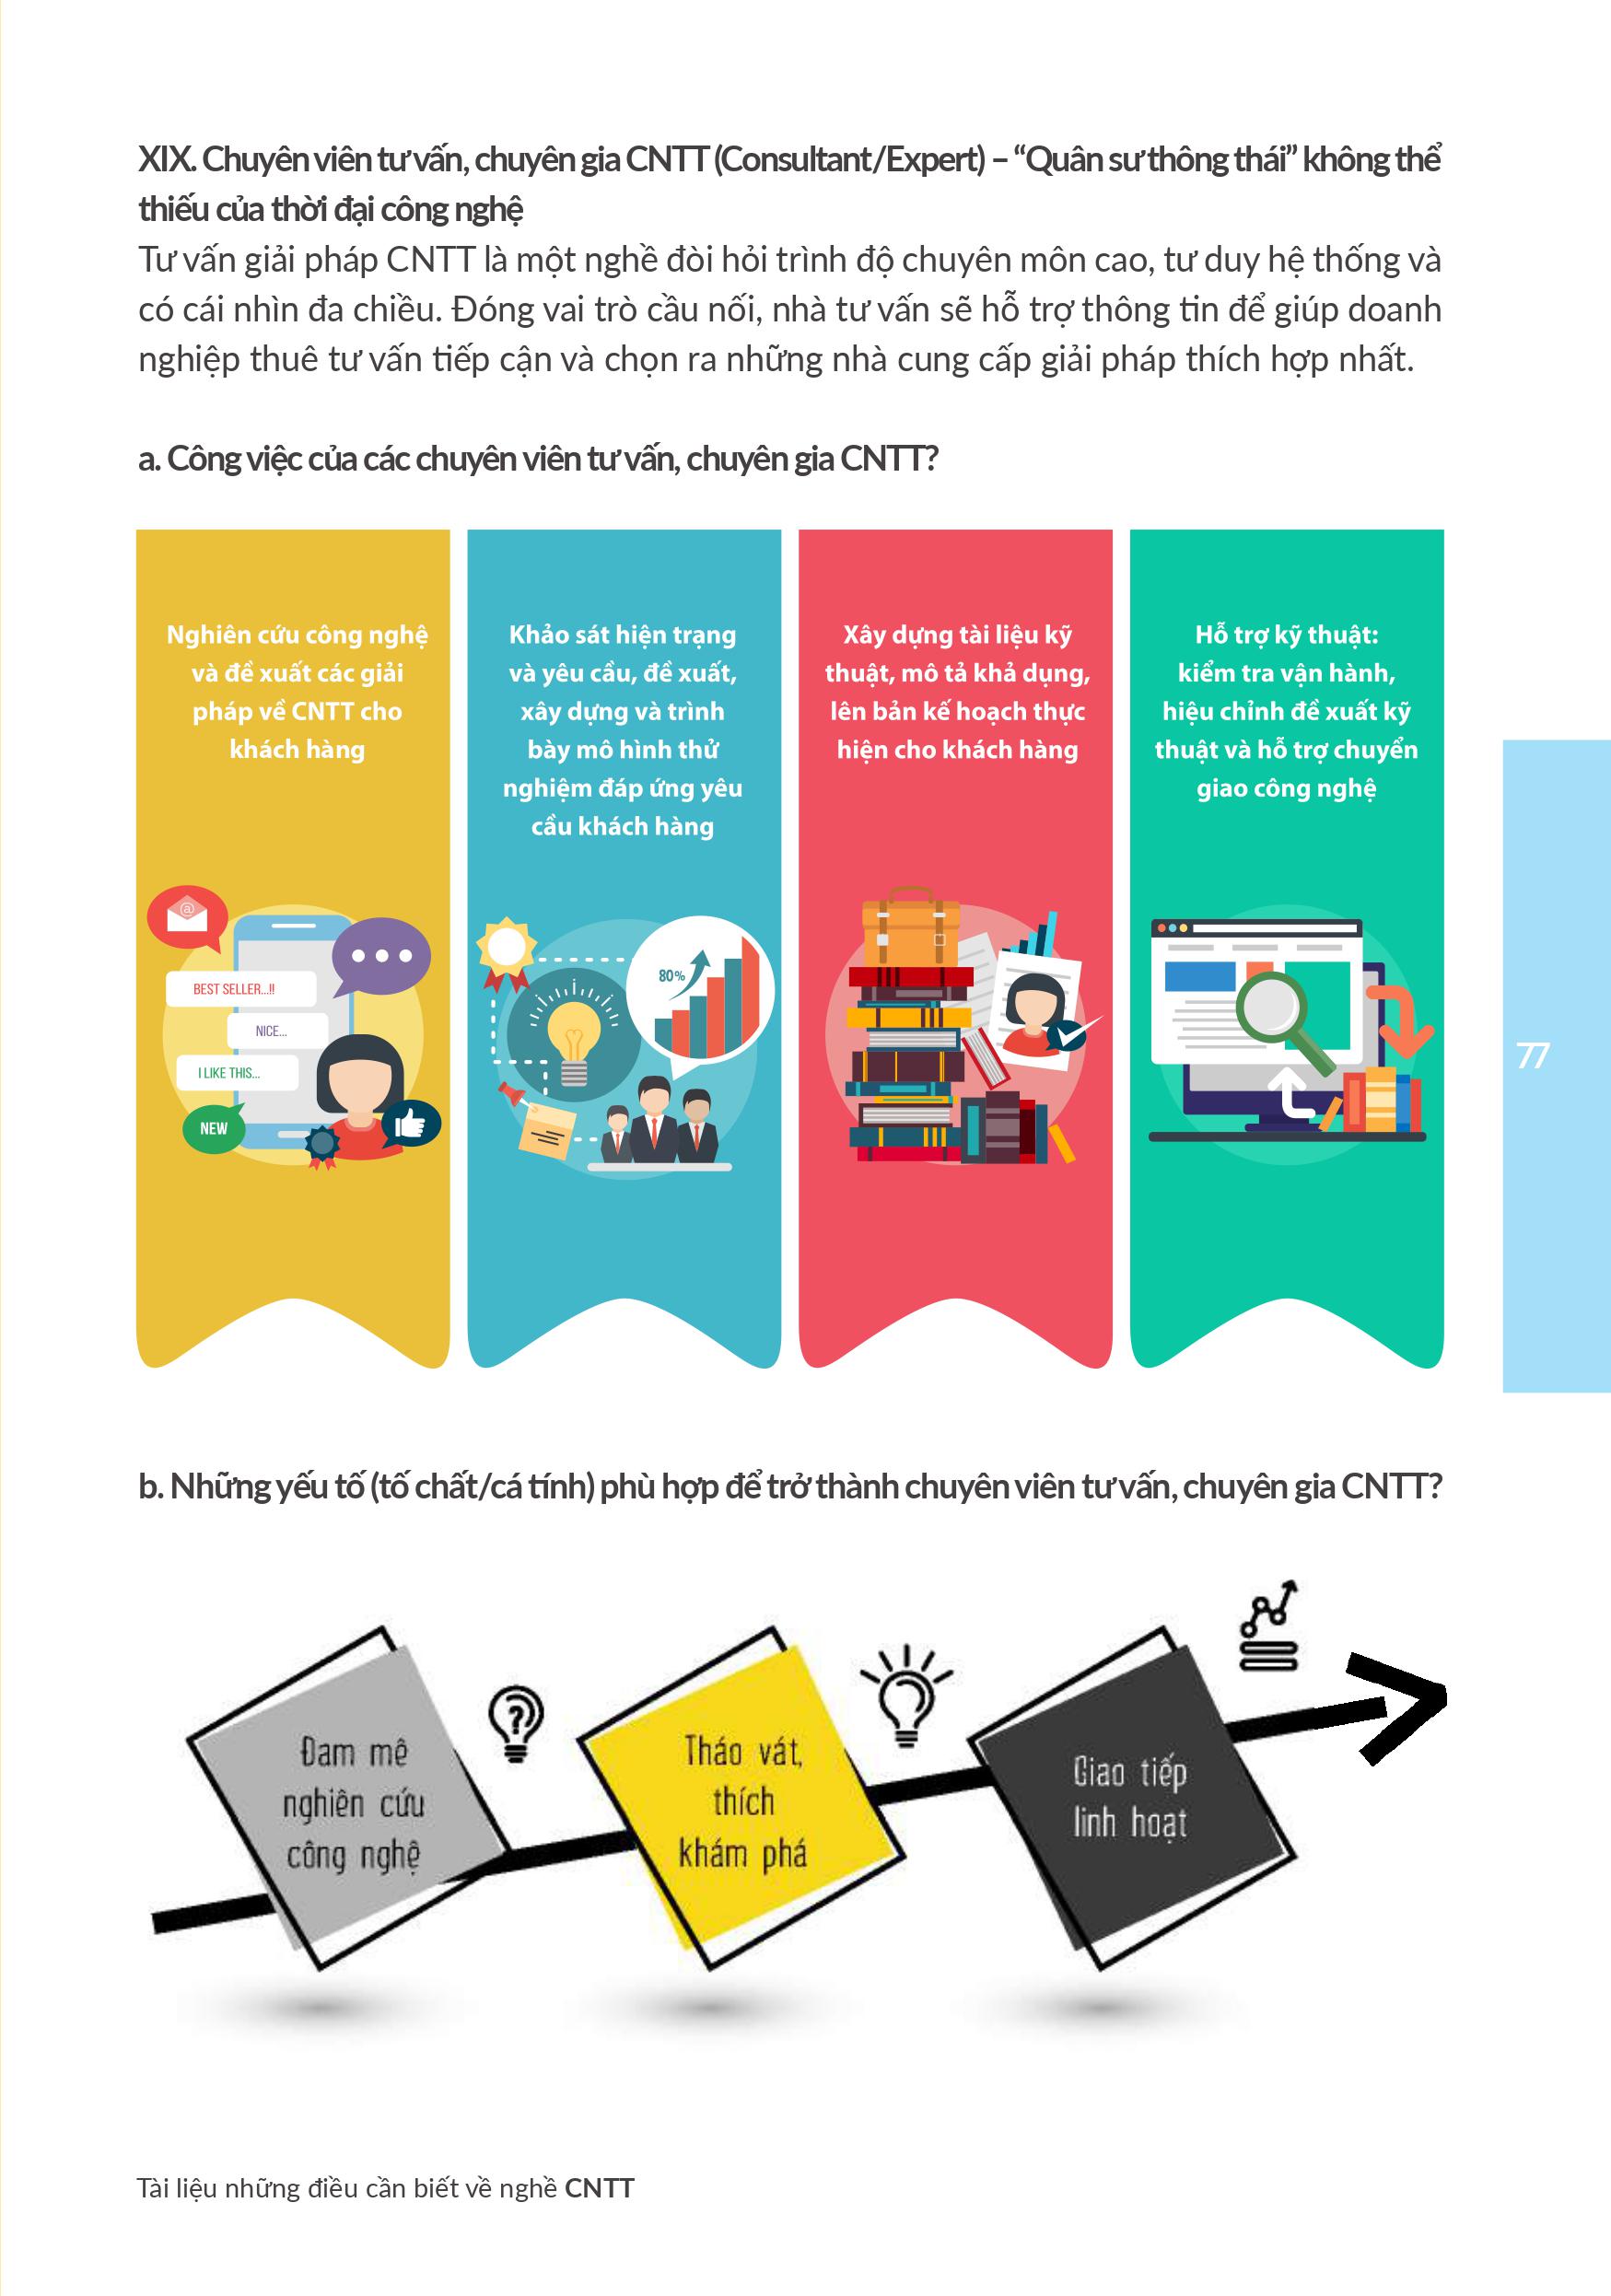 XIX. Chuyên viên tư vấn, chuyên gia CNTT (Consultant/Expert) – “Quân sư thông thái” không thể
thiếu của thời đại công nghệ
Tư vấn giải pháp CNTT là một nghề đòi hỏi trình độ chuyên môn cao, tư duy hệ thống và
có cái nhìn đa chiều. Đóng vai trò cầu nối, nhà tư vấn sẽ hỗ trợ thông tin để giúp doanh
nghiệp thuê tư vấn tiếp cận và chọn ra những nhà cung cấp giải pháp thích hợp nhất.
a. Công việc của các chuyên viên tư vấn, chuyên gia CNTT?
Nghiên cứu công nghệ
và đề xuất các giải
pháp về CNTT cho
khách hàng
@
BEST SELLER...!!
NICE...
I LIKE THIS...
NEW
Khảo sát hiện trạng
và yêu cầu, đề xuất,
xây dựng và trình
bày mô hình thử
nghiệm đáp ứng yêu
cầu khách hàng
80%
Xây dựng tài liệu kỹ
thuật, mô tả khả dụng,
lên bản kế hoạch thực
hiện cho khách hàng
Hỗ trợ kỹ thuật:
kiểm tra vận hành,
hiệu chỉnh đề xuất kỹ
thuật và hỗ trợ chuyển
giao công nghệ
77
b. Những yếu tố (tố chất/cá tính) phù hợp để trở thành chuyên viên tư vấn, chuyên gia CNTT?
Đam mê
nghiên cứu
công nghệ
?
Tháo vát,
thích
khám phá
Giao tiếp
linh hoạt
Tài liệu những điều cần biết về nghề CNTT